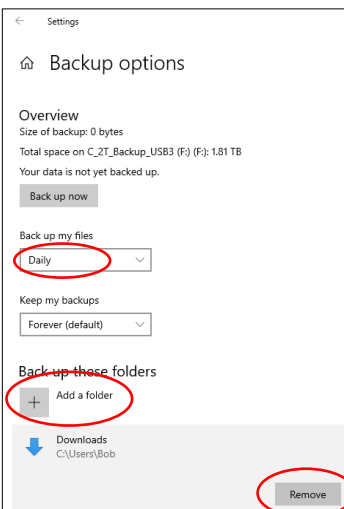 Settings
Backup options
Overview
Size of backup: 0 bytes
Total space on C_2T_Backup_USB3 (F:) (F:): 1.81 TB
Your data is not yet backed up.
Back up now
Back up my files
Daily
Keep my backups
Forever (default)
Back up these folders
Add a folder
Downloads
C:\Users\Bob
Remove